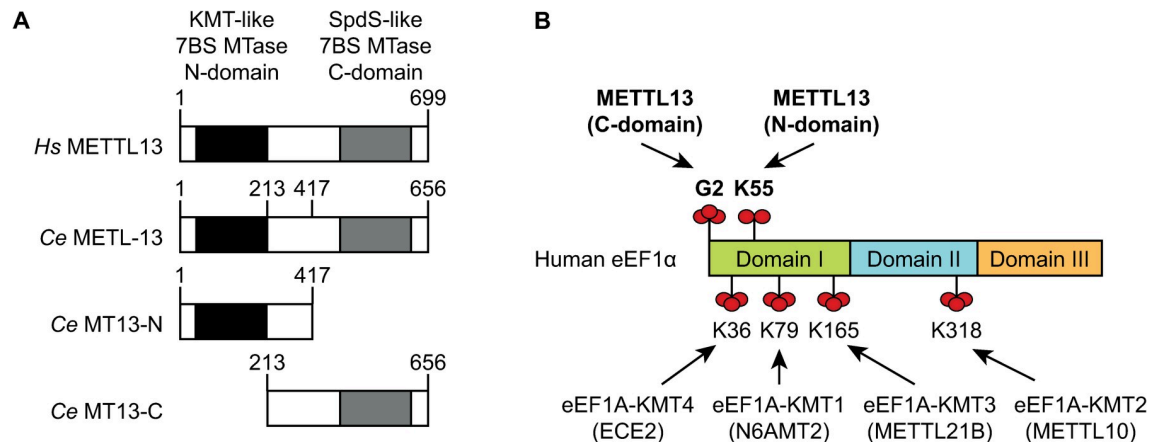 A
KMT-like
7BS MTase
N-domain
SpdS-like
7BS MTase
C-domain
1 699
Hs METTL13
1 213 417 656
Ce METL-13
1 417
Ce MT13-N
213 656
Ce MT13-C
B
METTL13
(C-domain)
METTL13
(N-domain)
G2 K55
Human eEF1α
Domain I Domain II Domain III
K36 K79 K165 K318
eEF1A-KMT4
(ECE2)
eEF1A-KMT1
(N6AMT2)
eEF1A-KMT3
(METTL21B)
eEF1A-KMT2
(METTL10)